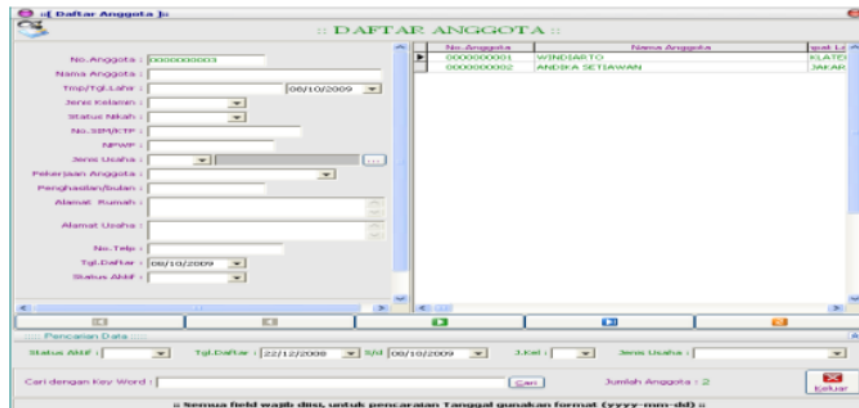 ::[ Daftar Anggota ]::
:: DAFTAR ANGGOTA ::
No.Anggota : 0000000003
Nama Anggota :
Tmp/Tgl.Lahir : 08/10/2009
Jenis Kelamin :
Status Nikah :
No.SIM/KTP :
NPWP :
Jenis Usaha : ...
Pekerjaan Anggota :
Penghasilan/bulan :
Alamat Rumah :
Alamat Usaha :
No.Telp :
Tgl.Daftar : 08/10/2009
Status Aktif :
No.Anggota Nama Anggota
0000000001 WINDIARTO KLATE
0000000002 ANDIKA SETIAWAN JAKAR
::::: Pencarian Data :::::
Status Aktif : Tgl.Daftar : 22/12/2008 S/d 08/10/2009 J.Kel : Jenis Usaha :
Cari dengan Key Word : Cari Jumlah Anggota : 2 Keluar
:: Semua field wajib diisi, untuk pencaraian Tanggal gunakan format (yyyy-mm-dd) ::